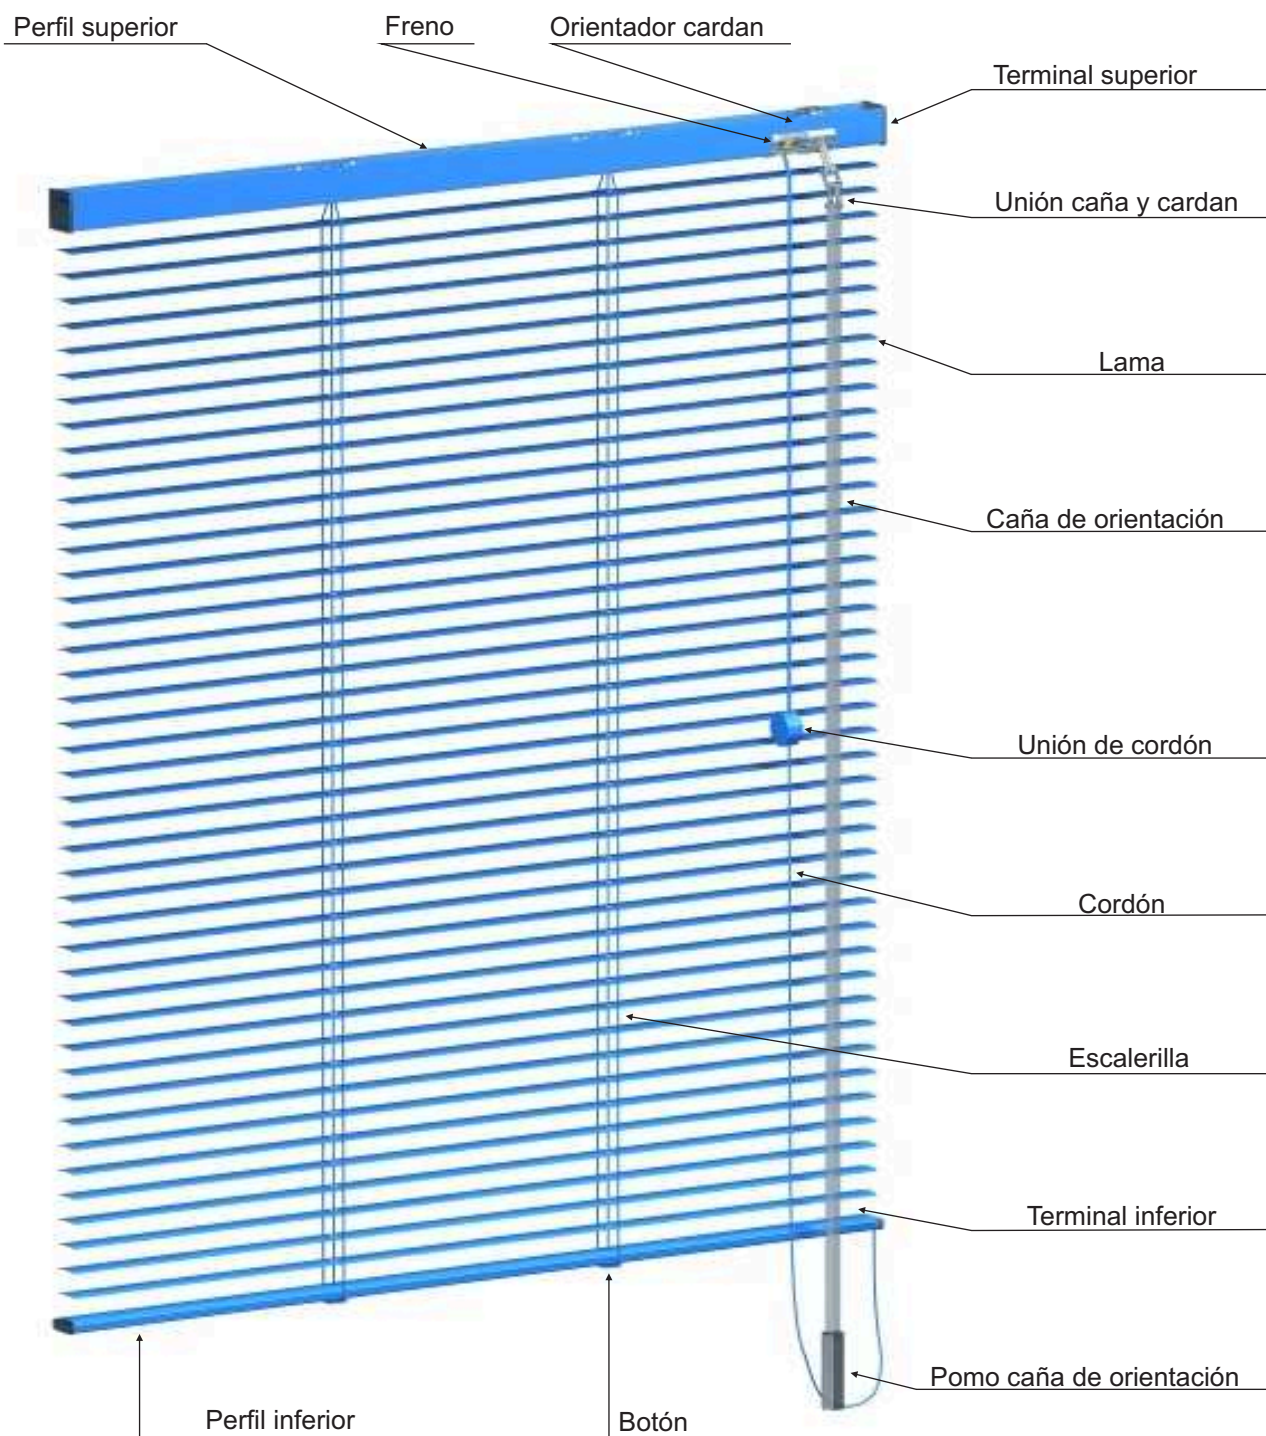 Perfil superior
Freno
Orientador cardan
Terminal superior
Unión caña y cardan
Lama
Caña de orientación
Unión de cordón
Cordón
Escalerilla
Terminal inferior
Pomo caña de orientación
Perfil inferior
Botón